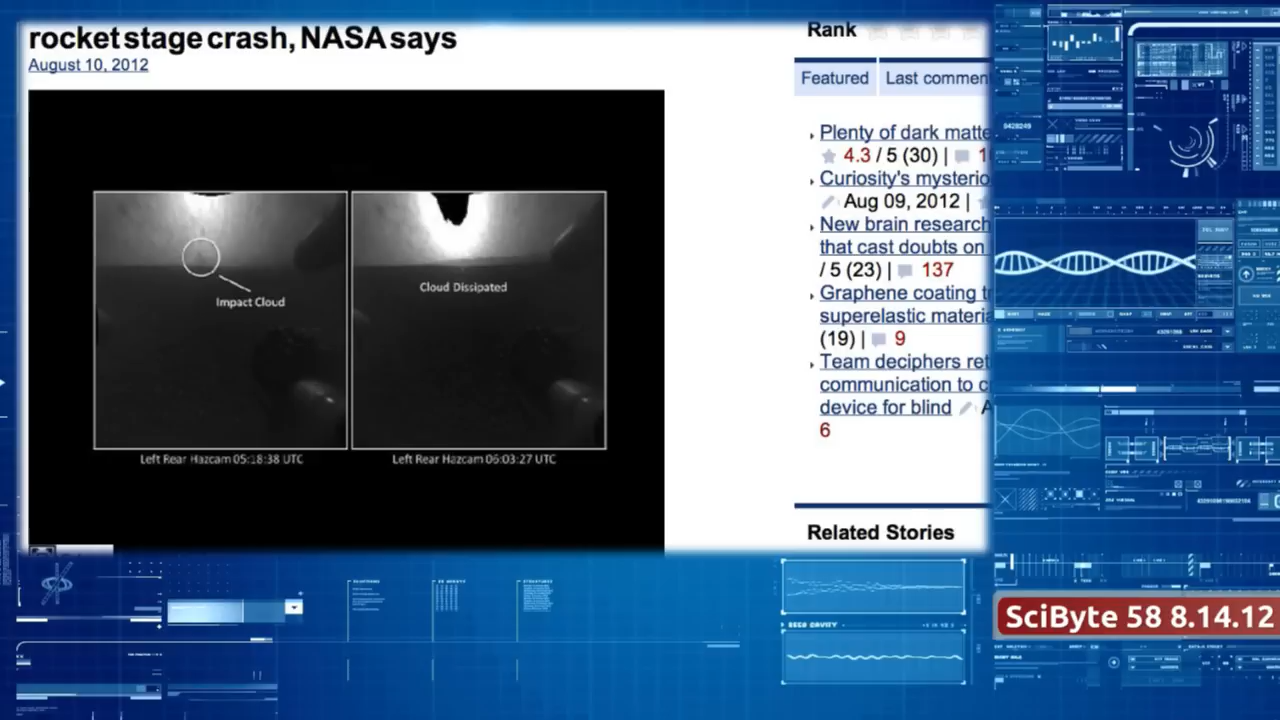 rocket stage crash, NASA says
August 10, 2012
Impact Cloud
Cloud Dissipated
Left Rear Hazcam 05:18:38 UTC
Left Rear Hazcam 06:03:27 UTC
Rank
Featured
Last comment
Plenty of dark matte
4.3 / 5 (30) | 1
Curiosity's mysterio
Aug 09, 2012 |
New brain research
that cast doubts on
/ 5 (23) | 137
Graphene coating
superelastic materia
(19) | 9
Team deciphers ret
communication to
device for blind
6
Related Stories
SciByte 58 8.14.12